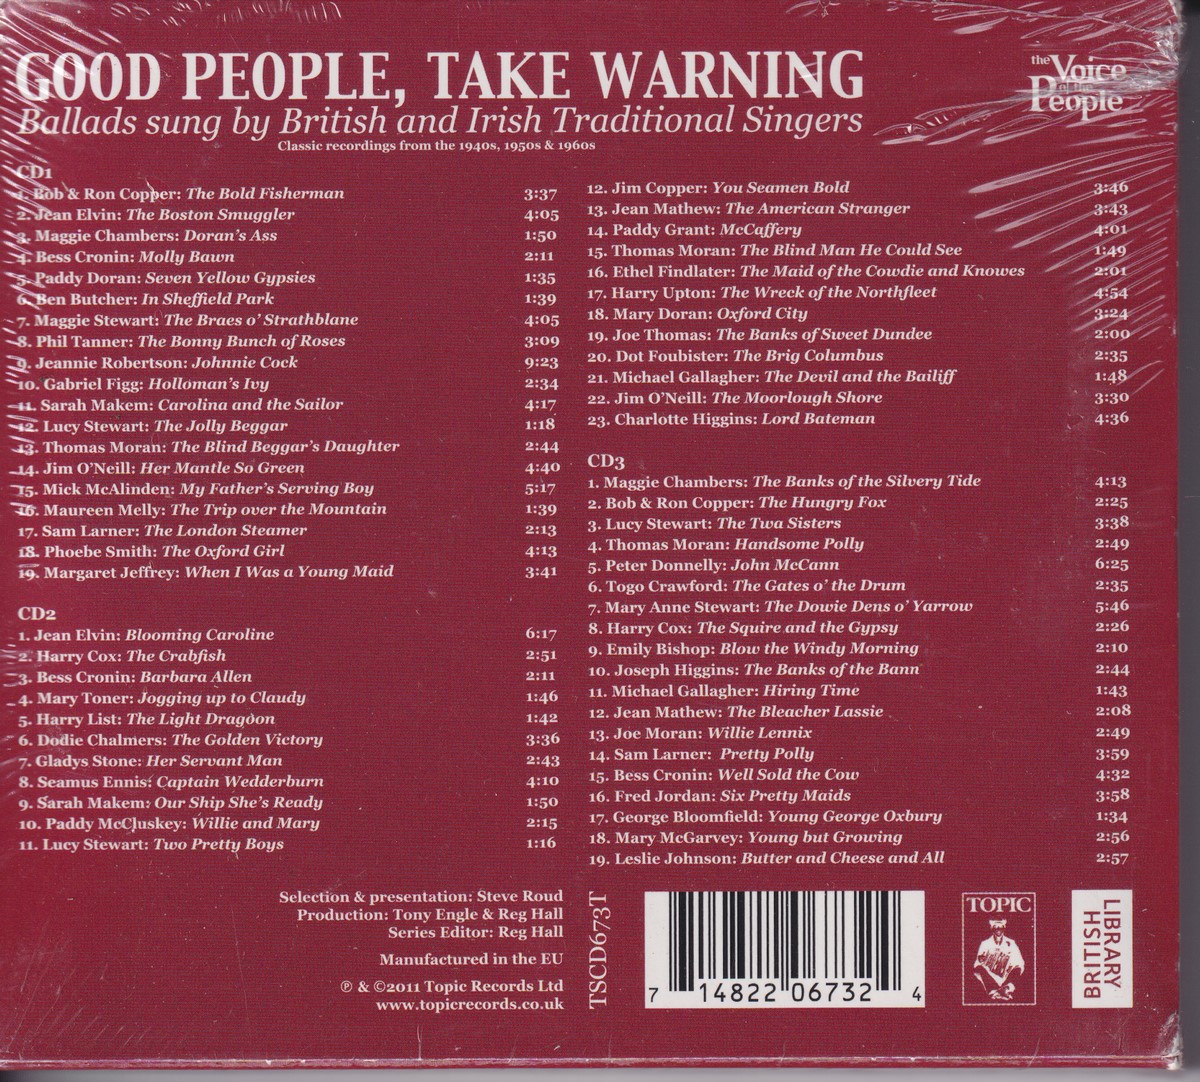 GOOD PEOPLE, TAKE WARNING
Ballads sung by British and Irish Traditional Singers
Classic recordings from the 1940s, 1950s & 1960s
the Voice
of the
People
CD1
1. Bob & Ron Copper: The Bold Fisherman 3:37
2. Jean Elvin: The Boston Smuggler 4:05
3. Maggie Chambers: Doran's Ass 1:50
4. Bess Cronin: Molly Bawn 2:11
5. Paddy Doran: Seven Yellow Gypsies 1:35
6. Ben Butcher: In Sheffield Park 1:39
7. Maggie Stewart: The Braes o' Strathblane 4:05
8. Phil Tanner: The Bonny Bunch of Roses 3:09
9. Jeannie Robertson: Johnnie Cock 9:23
10. Gabriel Figg: Holloman's Ivy 2:34
11. Sarah Makem: Carolina and the Sailor 4:17
12. Lucy Stewart: The Jolly Beggar 1:18
13. Thomas Moran: The Blind Beggar's Daughter 2:44
14. Jim O'Neill: Her Mantle So Green 4:40
15. Mick McAlinden: My Father's Serving Boy 5:17
16. Maureen Melly: The Trip over the Mountain 1:39
17. Sam Larner: The London Steamer 2:13
18. Phoebe Smith: The Oxford Girl 4:13
19. Margaret Jeffrey: When I Was a Young Maid 3:41
CD2
1. Jean Elvin: Blooming Caroline 6:17
2. Harry Cox: The Crabfish 2:51
3. Bess Cronin: Barbara Allen 2:11
4. Mary Toner: Jogging up to Claudy 1:46
5. Harry List: The Light Dragoon 1:42
6. Dodie Chalmers: The Golden Victory 3:36
7. Gladys Stone: Her Servant Man 2:43
8. Seamus Ennis: Captain Wedderburn 4:10
9. Sarah Makem: Our Ship She's Ready 1:50
10. Paddy McCluskey: Willie and Mary 2:15
11. Lucy Stewart: Two Pretty Boys 1:16
12. Jim Copper: You Seamen Bold 3:46
13. Jean Mathew: The American Stranger 3:43
14. Paddy Grant: McCaffery 4:01
15. Thomas Moran: The Blind Man He Could See 1:49
16. Ethel Findlater: The Maid of the Cowdie and Knowes 2:01
17. Harry Upton: The Wreck of the Northfleet 4:54
18. Mary Doran: Oxford City 3:24
19. Joe Thomas: The Banks of Sweet Dundee 2:00
20. Dot Foubister: The Brig Columbus 2:35
21. Michael Gallagher: The Devil and the Bailiff 1:48
22. Jim O'Neill: The Moorlough Shore 3:30
23. Charlotte Higgins: Lord Bateman 4:36
CD3
1. Maggie Chambers: The Banks of the Silvery Tide 4:13
2. Bob & Ron Copper: The Hungry Fox 2:25
3. Lucy Stewart: The Twa Sisters 3:38
4. Thomas Moran: Handsome Polly 2:49
5. Peter Donnelly: John McCann 6:25
6. Togo Crawford: The Gates o' the Drum 2:35
7. Mary Anne Stewart: The Dowie Dens o' Yarrow 5:46
8. Harry Cox: The Squire and the Gypsy 2:26
9. Emily Bishop: Blow the Windy Morning 2:10
10. Joseph Higgins: The Banks of the Bann 2:44
11. Michael Gallagher: Hiring Time 1:43
12. Jean Mathew: The Bleacher Lassie 2:08
13. Joe Moran: Willie Lennix 2:49
14. Sam Larner: Pretty Polly 3:59
15. Bess Cronin: Well Sold the Cow 4:32
16. Fred Jordan: Six Pretty Maids 3:58
17. George Bloomfield: Young George Oxbury 1:34
18. Mary McGarvey: Young but Growing 2:56
19. Leslie Johnson: Butter and Cheese and All 2:57
Selection & presentation: Steve Roud
Production: Tony Engle & Reg Hall
Series Editor: Reg Hall
Manufactured in the EU
℗ & ©2011 Topic Records Ltd
www.topicrecords.co.uk
TSCD673T
7 14822 06732 4
TOPIC
BRITISH
LIBRARY